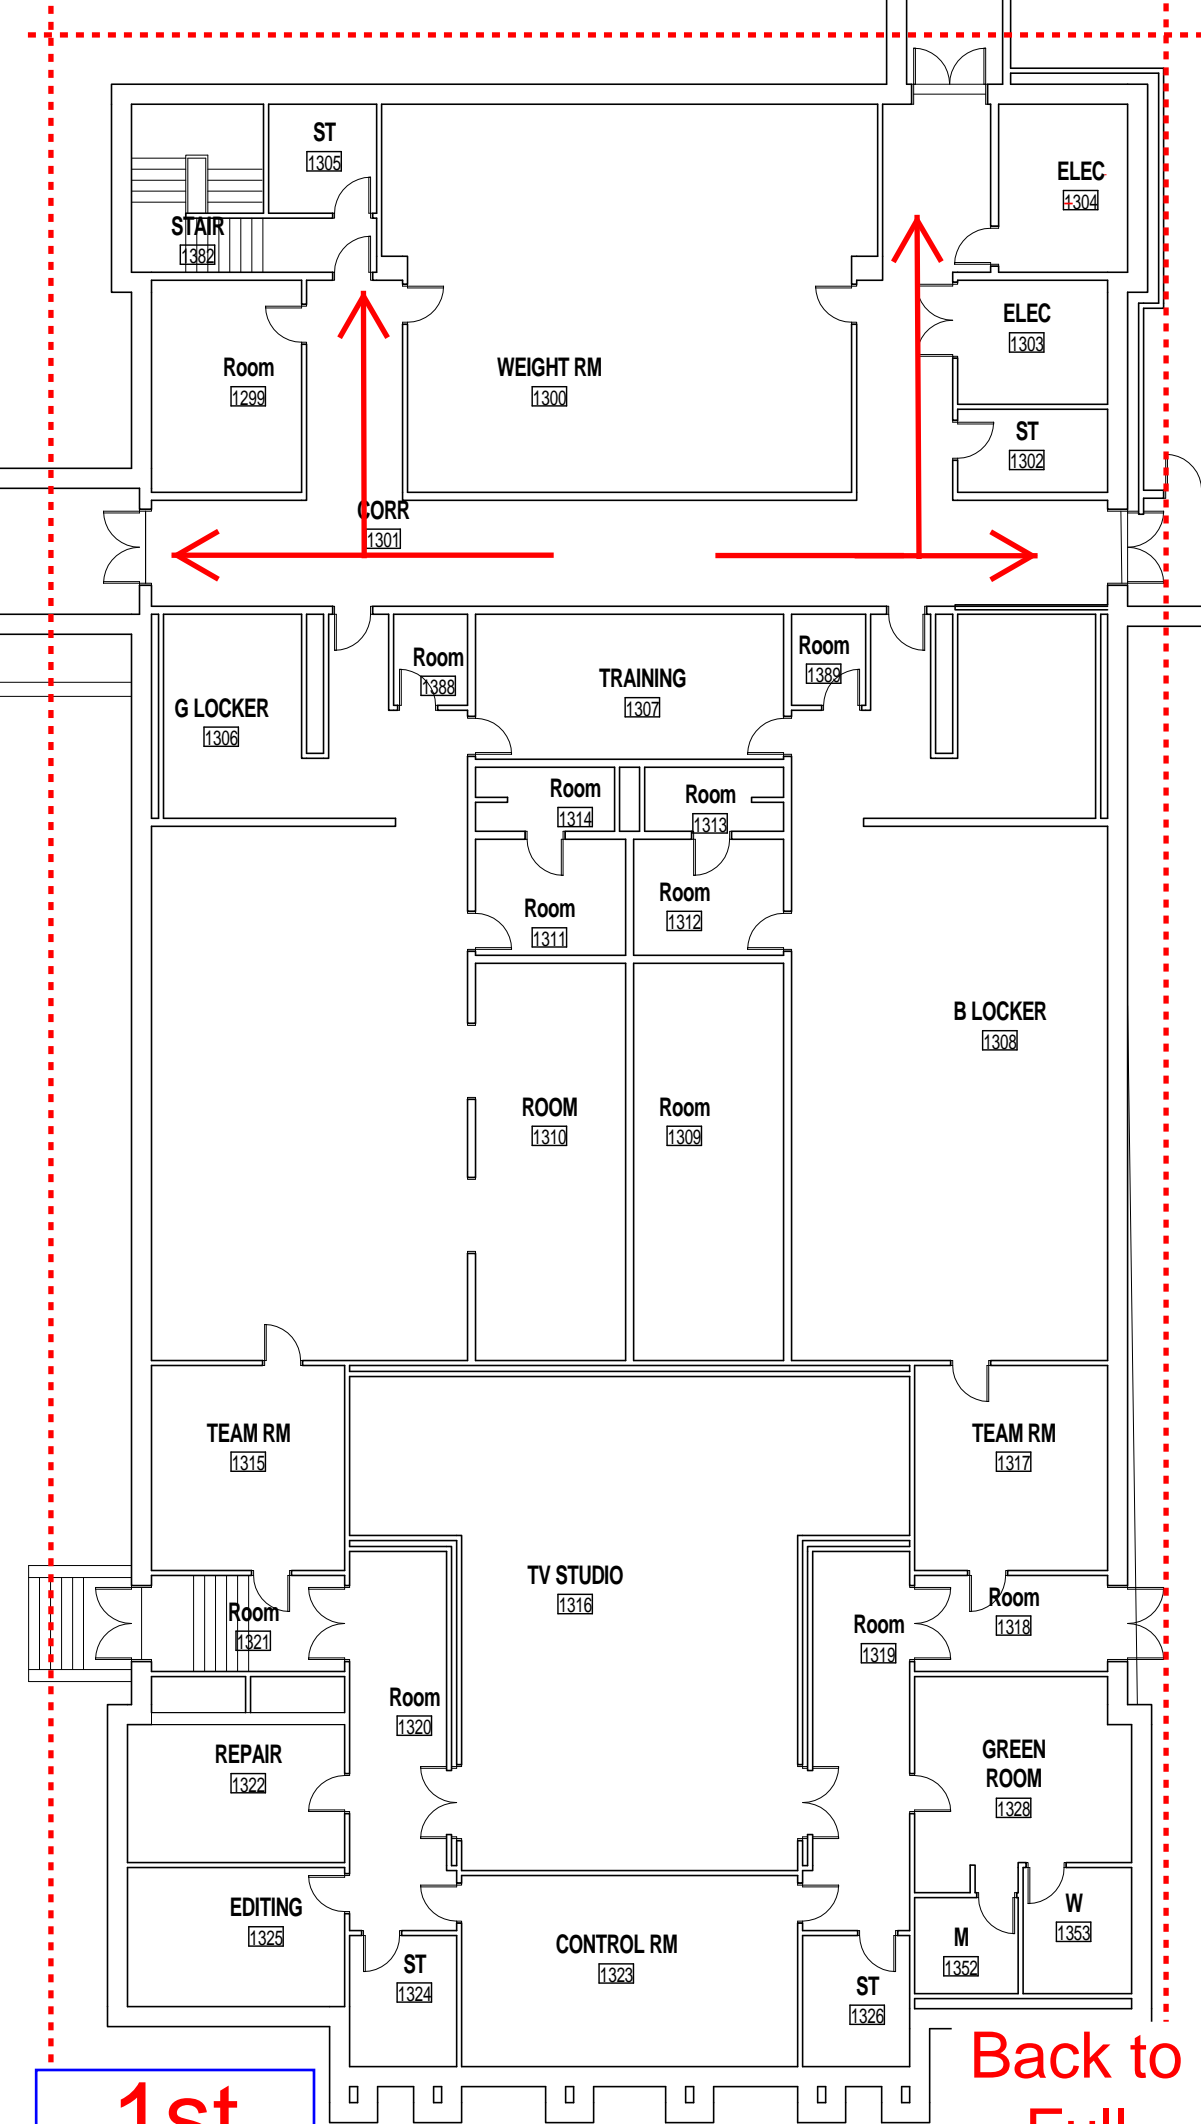 ST
1305
ELEC
1304
STAIR
1382
ELEC
1303
Room
1299
WEIGHT RM
1300
ST
1302
CORR
1301
Room
1388
TRAINING
1307
Room
1389
G LOCKER
1306
Room
1314
Room
1313
Room
1311
Room
1312
B LOCKER
1308
ROOM
1310
Room
1309
TEAM RM
1315
TEAM RM
1317
TV STUDIO
1316
Room
1321
Room
1318
Room
1319
Room
1320
REPAIR
1322
GREEN
ROOM
1328
EDITING
1325
CONTROL RM
1323
ST
1324
M
1352
W
1353
ST
1326
Back to
Full
1st